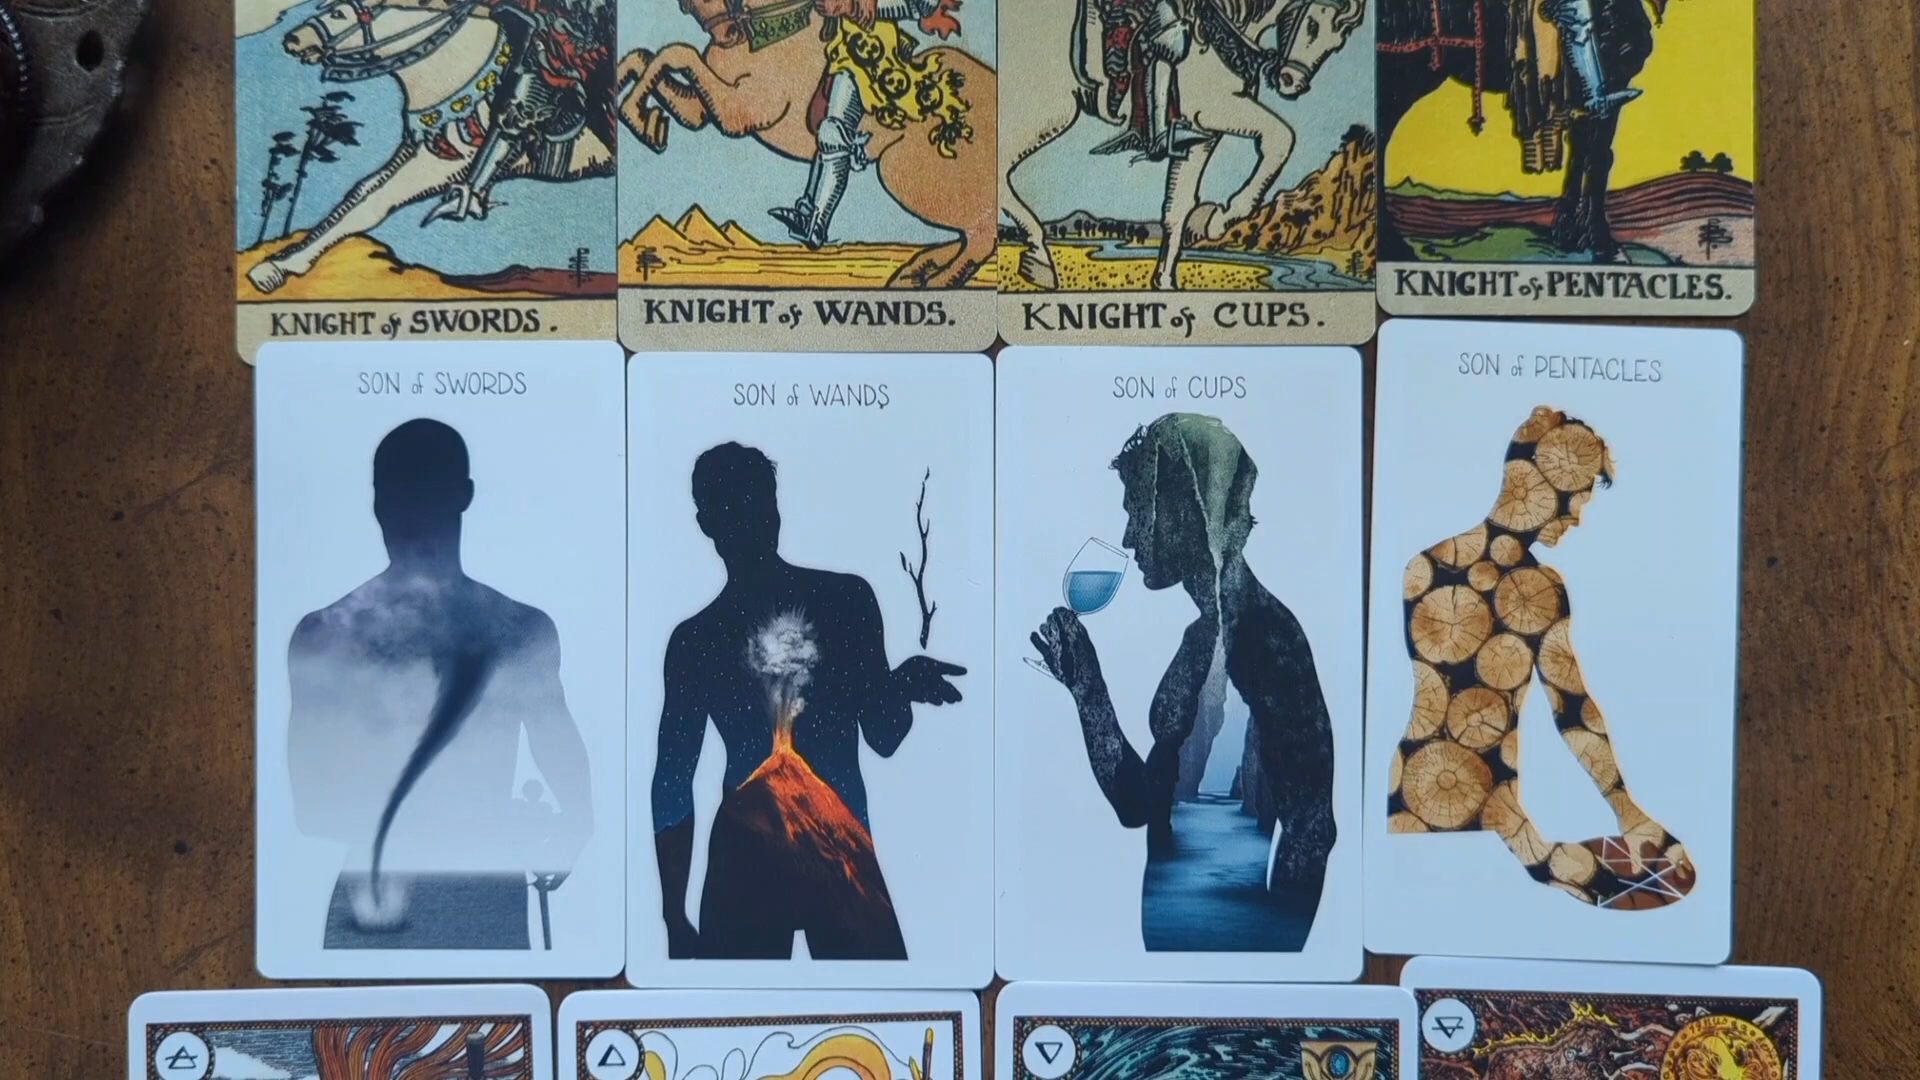 KNIGHT of SWORDS.
KNIGHT of WANDS.
KNIGHT of CUPS.
KNIGHT of PENTACLES.
SON of SWORDS
SON of WANDS
SON of CUPS
SON of PENTACLES